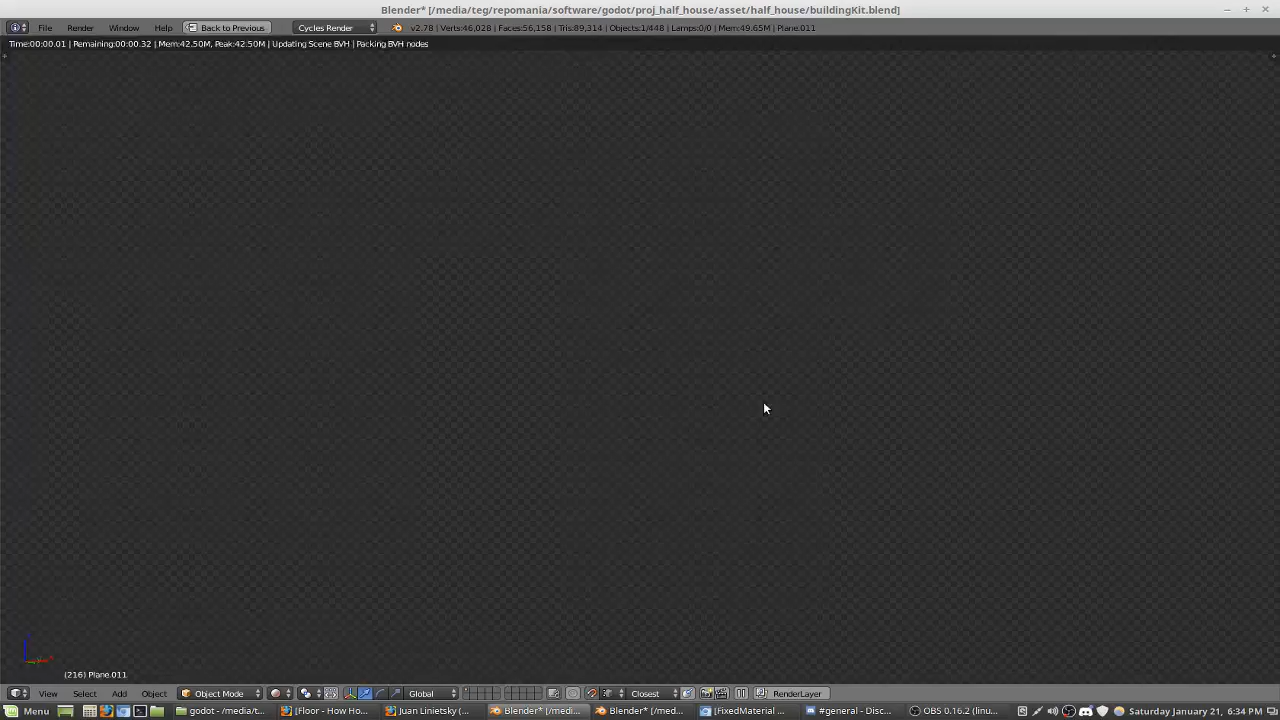 Blender* [/media/teg/repomania/software/godot/proj_half_house/asset/half_house/buildingKit.blend]
File Render Window Help Back to Previous Cycles Render v2.78 | Verts:46,028 | Faces:56,158 | Tris:89,314 | Objects:1/448 | Lamps:0/0 | Mem:49.65M | Plane.011
Time:00:00.01 | Remaining:00:00.32 | Mem:42.50M, Peak:42.50M | Updating Scene BVH | Packing BVH nodes
(216) Plane.011
View Select Add Object Object Mode Global Closest RenderLayer
Menu godot - /media/t... [Floor - How Ho... Juan Linietsky (... Blender* [/medi... Blender* [/med... [FixedMaterial ... #general - Disc... OBS 0.16.2 (linu... Saturday January 21, 6:34 PM